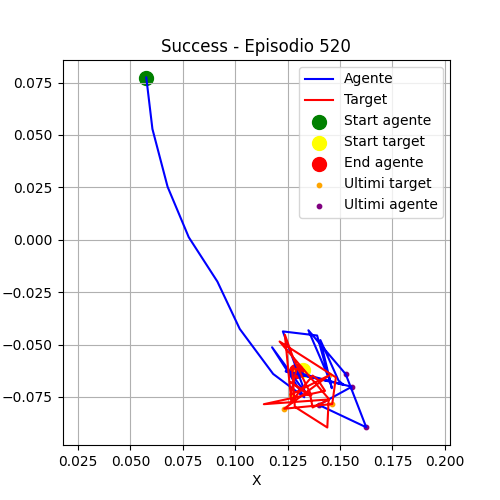 Success - Episodio 520
Agente
Target
Start agente
Start target
End agente
Ultimi target
Ultimi agente
0.075
0.050
0.025
0.000
−0.025
−0.050
−0.075
0.025 0.050 0.075 0.100 0.125 0.150 0.175 0.200
X